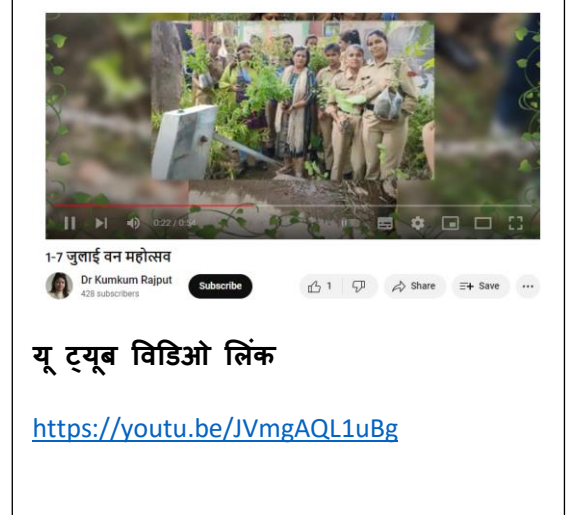 0:22 / 0:54
1-7 जुलाई वन महोत्सव
Dr Kumkum Rajput
428 subscribers
Subscribe
1
Share
Save
यू ट्यूब विडिओ लिंक
https://youtu.be/JVmgAQL1uBg